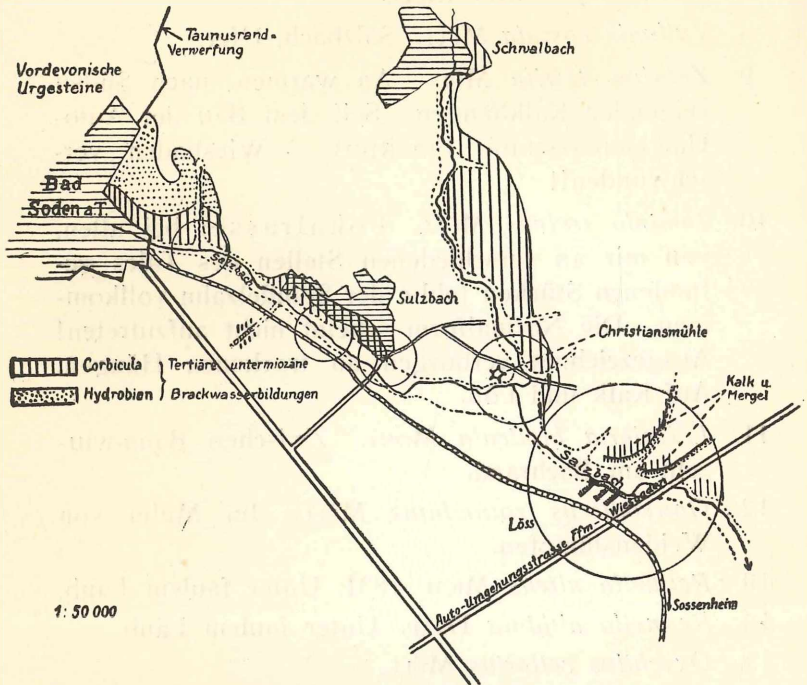 Taunusrand-
Verwerfung
Schwalbach
Vordevonische
Urgesteine
Bad
Soden a.T.
Salzbach
Sulzbach
Christiansmühle
Corbicula
Hydrobien
Tertiäre untermiozäne
Brackwasserbildungen
Kalk u.
Mergel
Salzbach
Löss
Auto-Umgehungsstrasse Ffm-Wiesbaden
Sossenheim
1:50 000